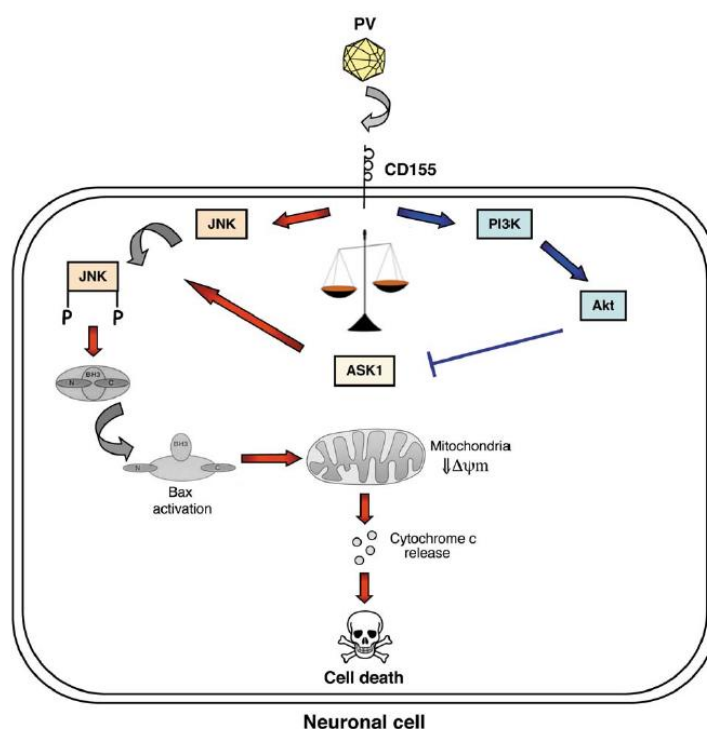 PV
CD155
JNK
PI3K
JNK
P P
Akt
ASK1
BH3
N C
BH3
N C
Bax
activation
Mitochondria
⇓Δψm
Cytochrome c
release
Cell death
Neuronal cell